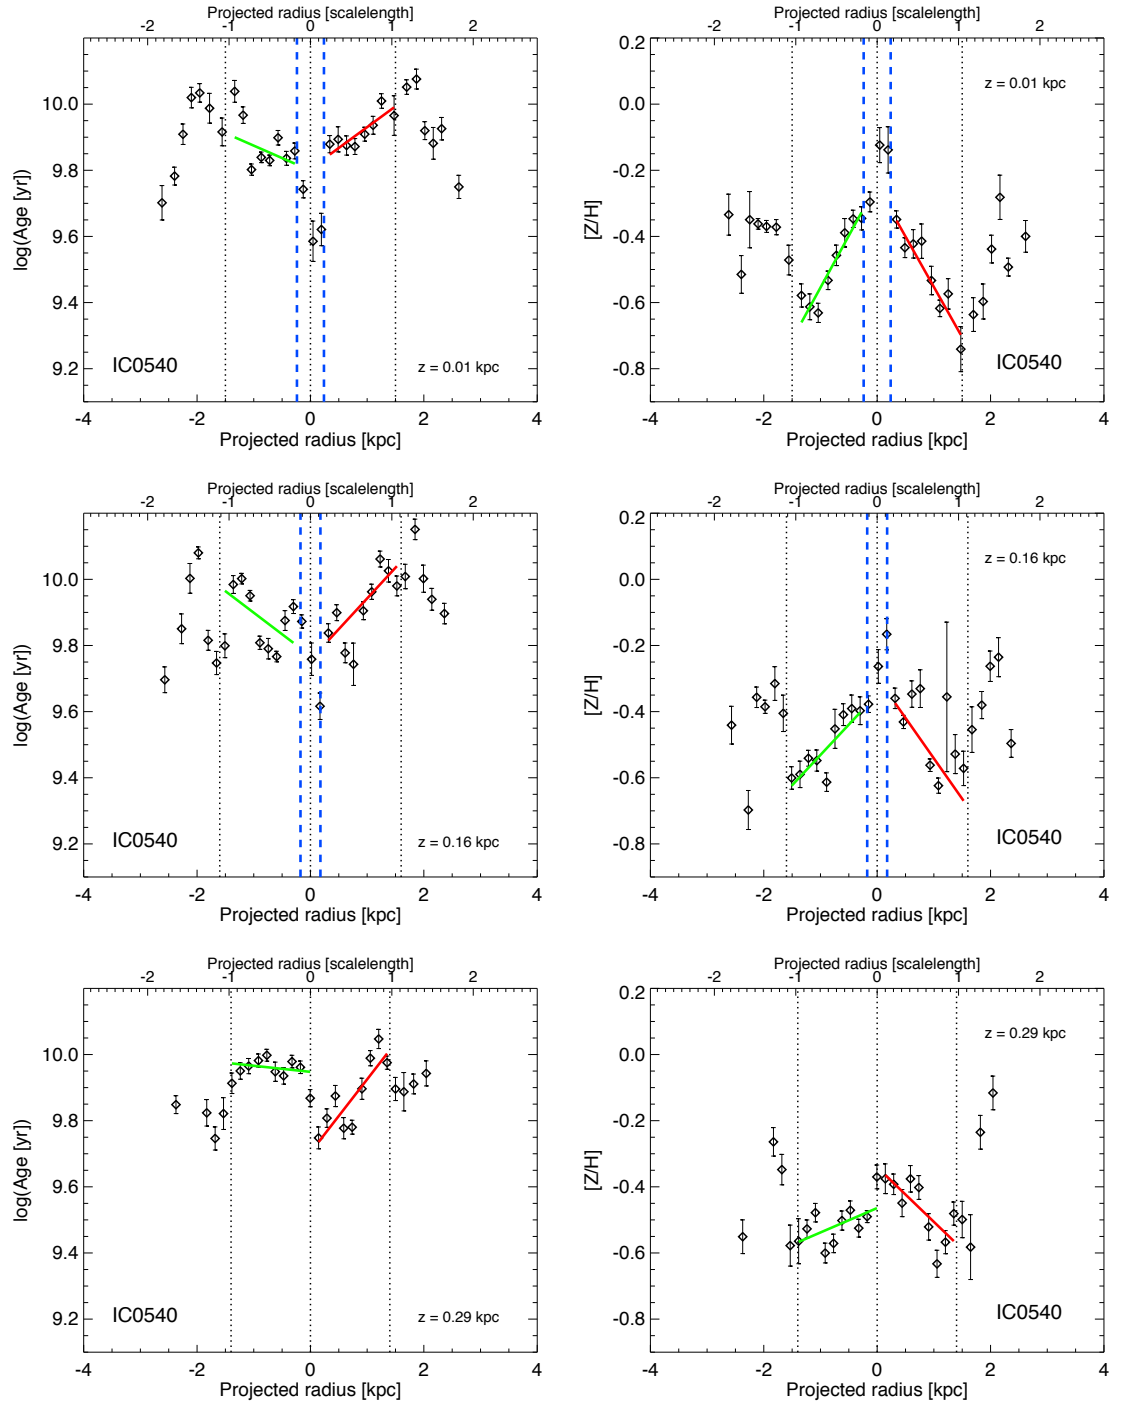 Projected radius [scalelength]
-2 -1 0 1 2
10.0
9.8
9.6
9.4
9.2
log(Age [yr])
IC0540
z = 0.01 kpc
-4 -2 0 2 4
Projected radius [kpc]
Projected radius [scalelength]
-2 -1 0 1 2
0.2
0.0
-0.2
-0.4
-0.6
-0.8
[Z/H]
z = 0.01 kpc
IC0540
-4 -2 0 2 4
Projected radius [kpc]
Projected radius [scalelength]
-2 -1 0 1 2
10.0
9.8
9.6
9.4
9.2
log(Age [yr])
IC0540
z = 0.16 kpc
-4 -2 0 2 4
Projected radius [kpc]
Projected radius [scalelength]
-2 -1 0 1 2
0.2
0.0
-0.2
-0.4
-0.6
-0.8
[Z/H]
z = 0.16 kpc
IC0540
-4 -2 0 2 4
Projected radius [kpc]
Projected radius [scalelength]
-2 -1 0 1 2
10.0
9.8
9.6
9.4
9.2
log(Age [yr])
IC0540
z = 0.29 kpc
-4 -2 0 2 4
Projected radius [kpc]
Projected radius [scalelength]
-2 -1 0 1 2
0.2
0.0
-0.2
-0.4
-0.6
-0.8
[Z/H]
z = 0.29 kpc
IC0540
-4 -2 0 2 4
Projected radius [kpc]